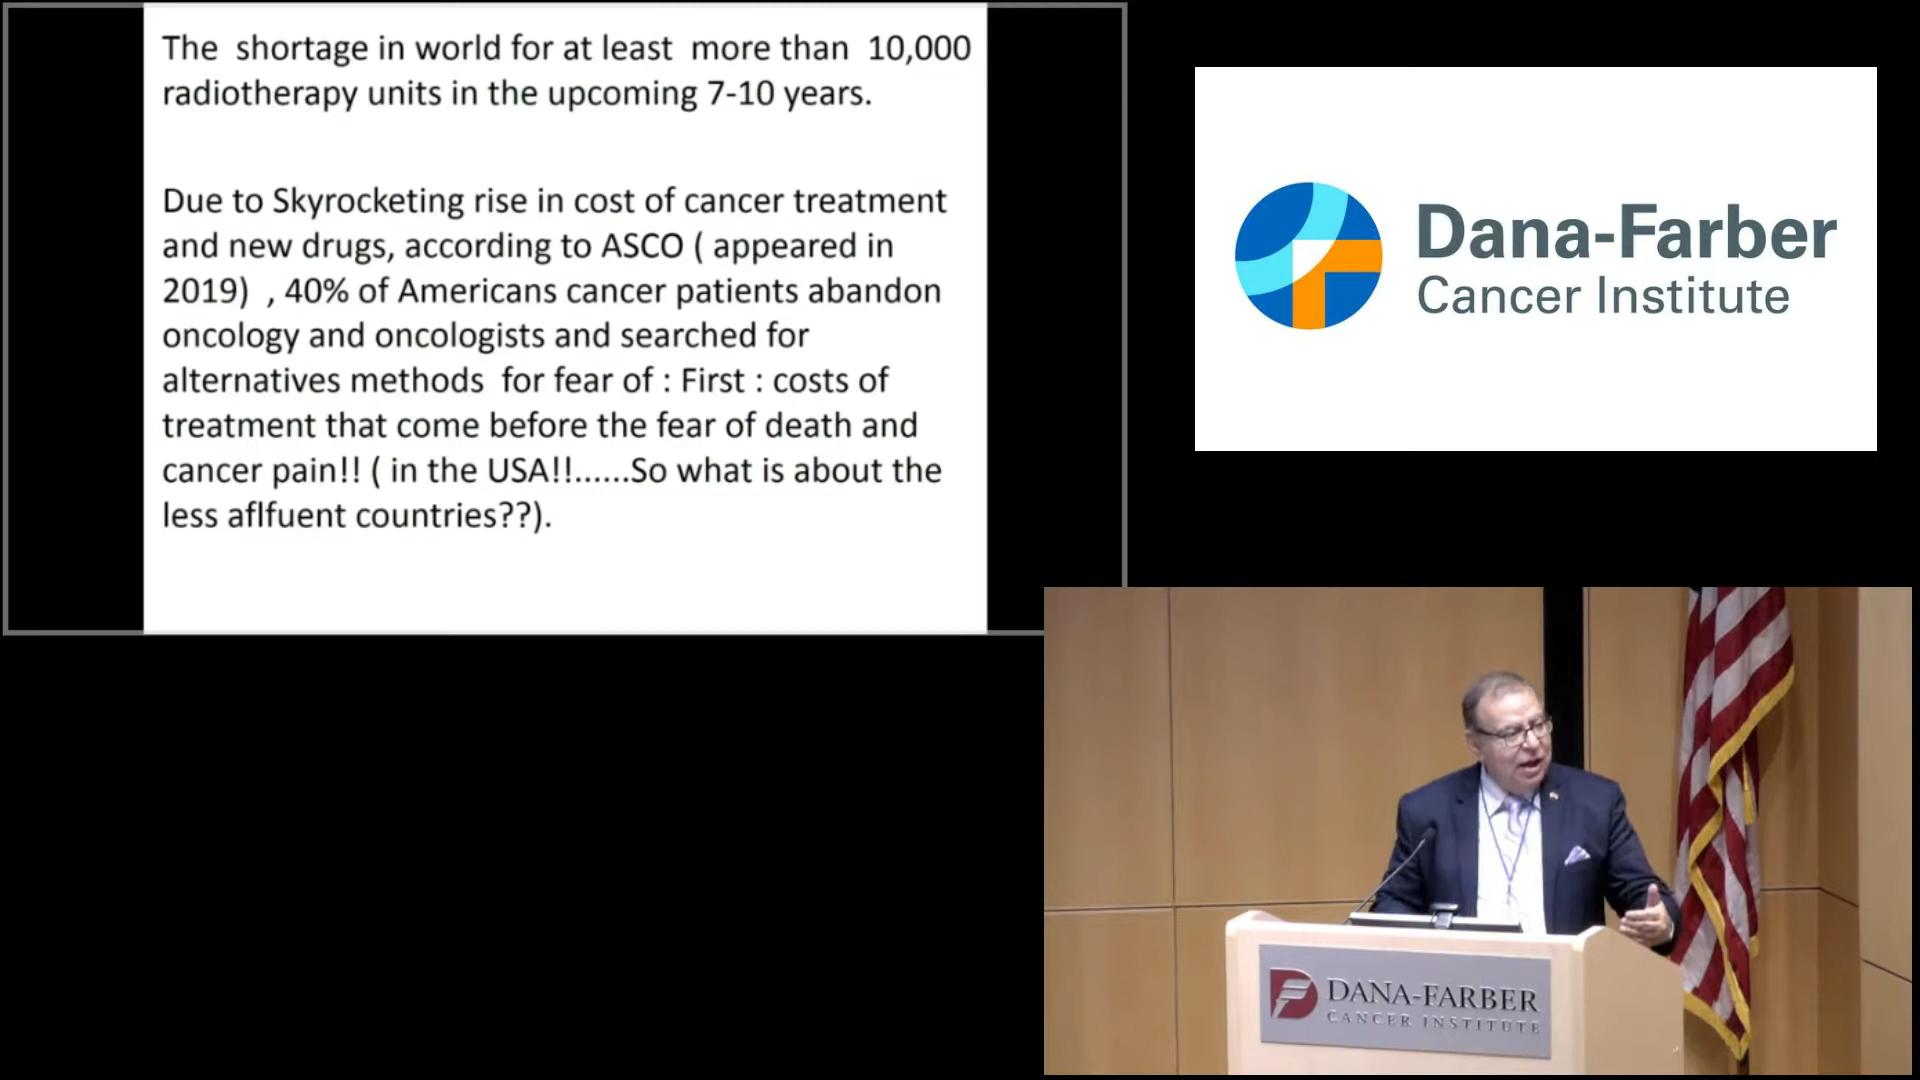 The shortage in world for at least more than 10,000
radiotherapy units in the upcoming 7-10 years.
Due to Skyrocketing rise in cost of cancer treatment
and new drugs, according to ASCO ( appeared in
2019) , 40% of Americans cancer patients abandon
oncology and oncologists and searched for
alternatives methods for fear of : First : costs of
treatment that come before the fear of death and
cancer pain!! ( in the USA!!......So what is about the
less aflfuent countries??).
Dana-Farber
Cancer Institute
DANA-FARBER
CANCER INSTITUTE